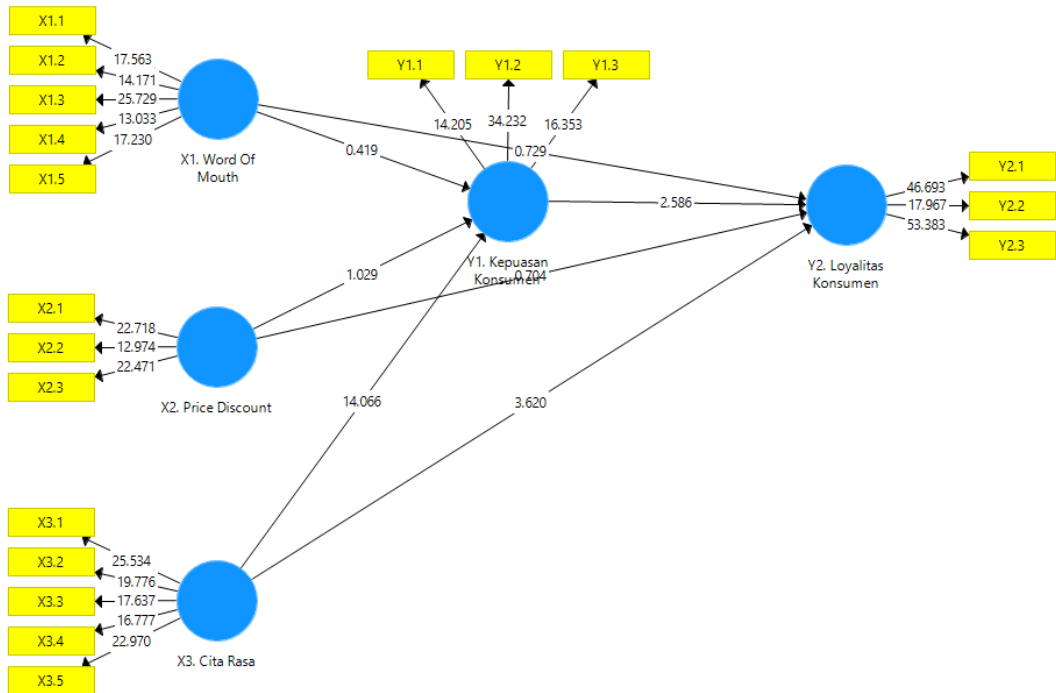 X1.1
X1.2
X1.3
X1.4
X1.5
17.563
14.171
25.729
13.033
17.230
X1. Word Of
Mouth
Y1.1
Y1.2
Y1.3
14.205
34.232
16.353
0.419
0.729
2.586
Y1. Kepuasan
Konsumen
46.693
17.967
53.383
Y2.1
Y2.2
Y2.3
Y2. Loyalitas
Konsumen
1.029
0.704
X2.1
X2.2
X2.3
22.718
12.974
22.471
X2. Price Discount
14.066
3.620
X3.1
X3.2
X3.3
X3.4
X3.5
25.534
19.776
17.637
16.777
22.970
X3. Cita Rasa